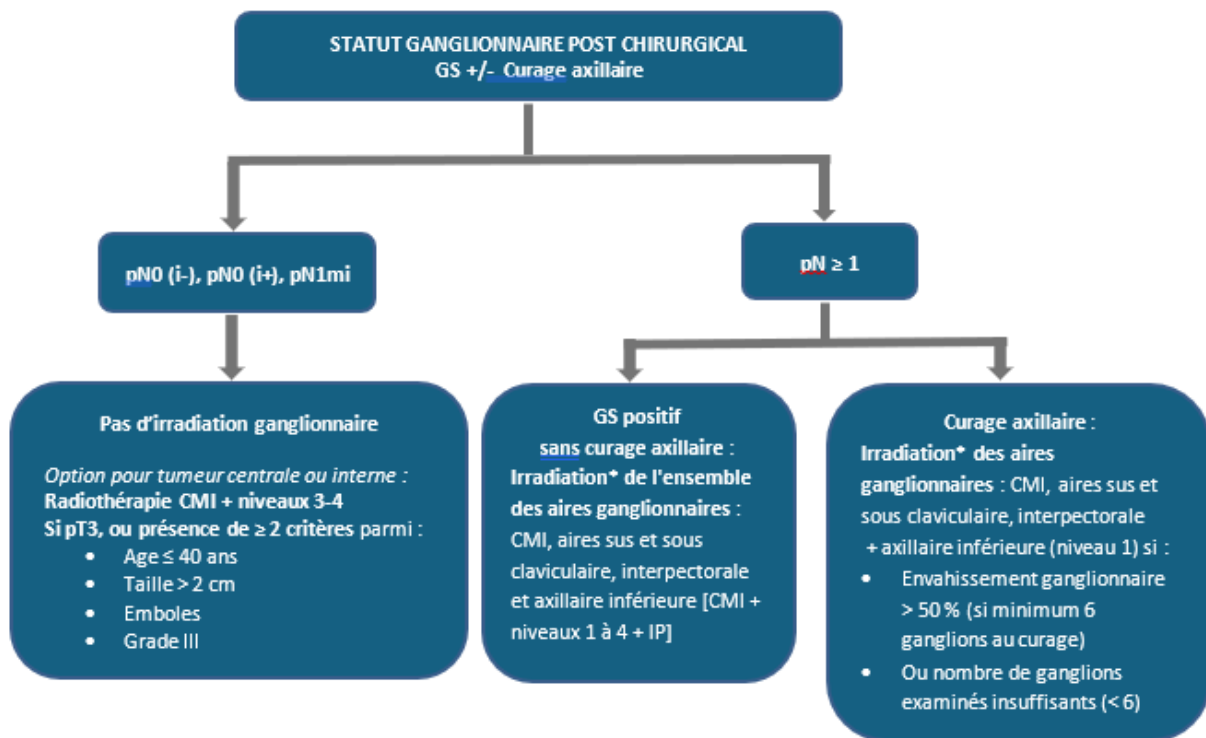 STATUT GANGLIONNAIRE POST CHIRURGICAL
GS +/- Curage axillaire
pN0 (i-), pN0 (i+), pN1mi
pN ≥ 1
Pas d'irradiation ganglionnaire
Option pour tumeur centrale ou interne :
Radiothérapie CMI + niveaux 3-4
Si pT3, ou présence de ≥ 2 critères parmi :
• Age ≤ 40 ans
• Taille > 2 cm
• Emboles
• Grade III
GS positif
sans curage axillaire :
Irradiation* de l'ensemble
des aires ganglionnaires :
CMI, aires sus et sous
claviculaire, interpectorale
et axillaire inférieure [CMI +
niveaux 1 à 4 + IP]
Curage axillaire :
Irradiation* des aires
ganglionnaires : CMI, aires sus et
sous claviculaire, interpectorale
+ axillaire inférieure (niveau 1) si :
• Envahissement ganglionnaire
> 50 % (si minimum 6
ganglions au curage)
• Ou nombre de ganglions
examinés insuffisants (< 6)